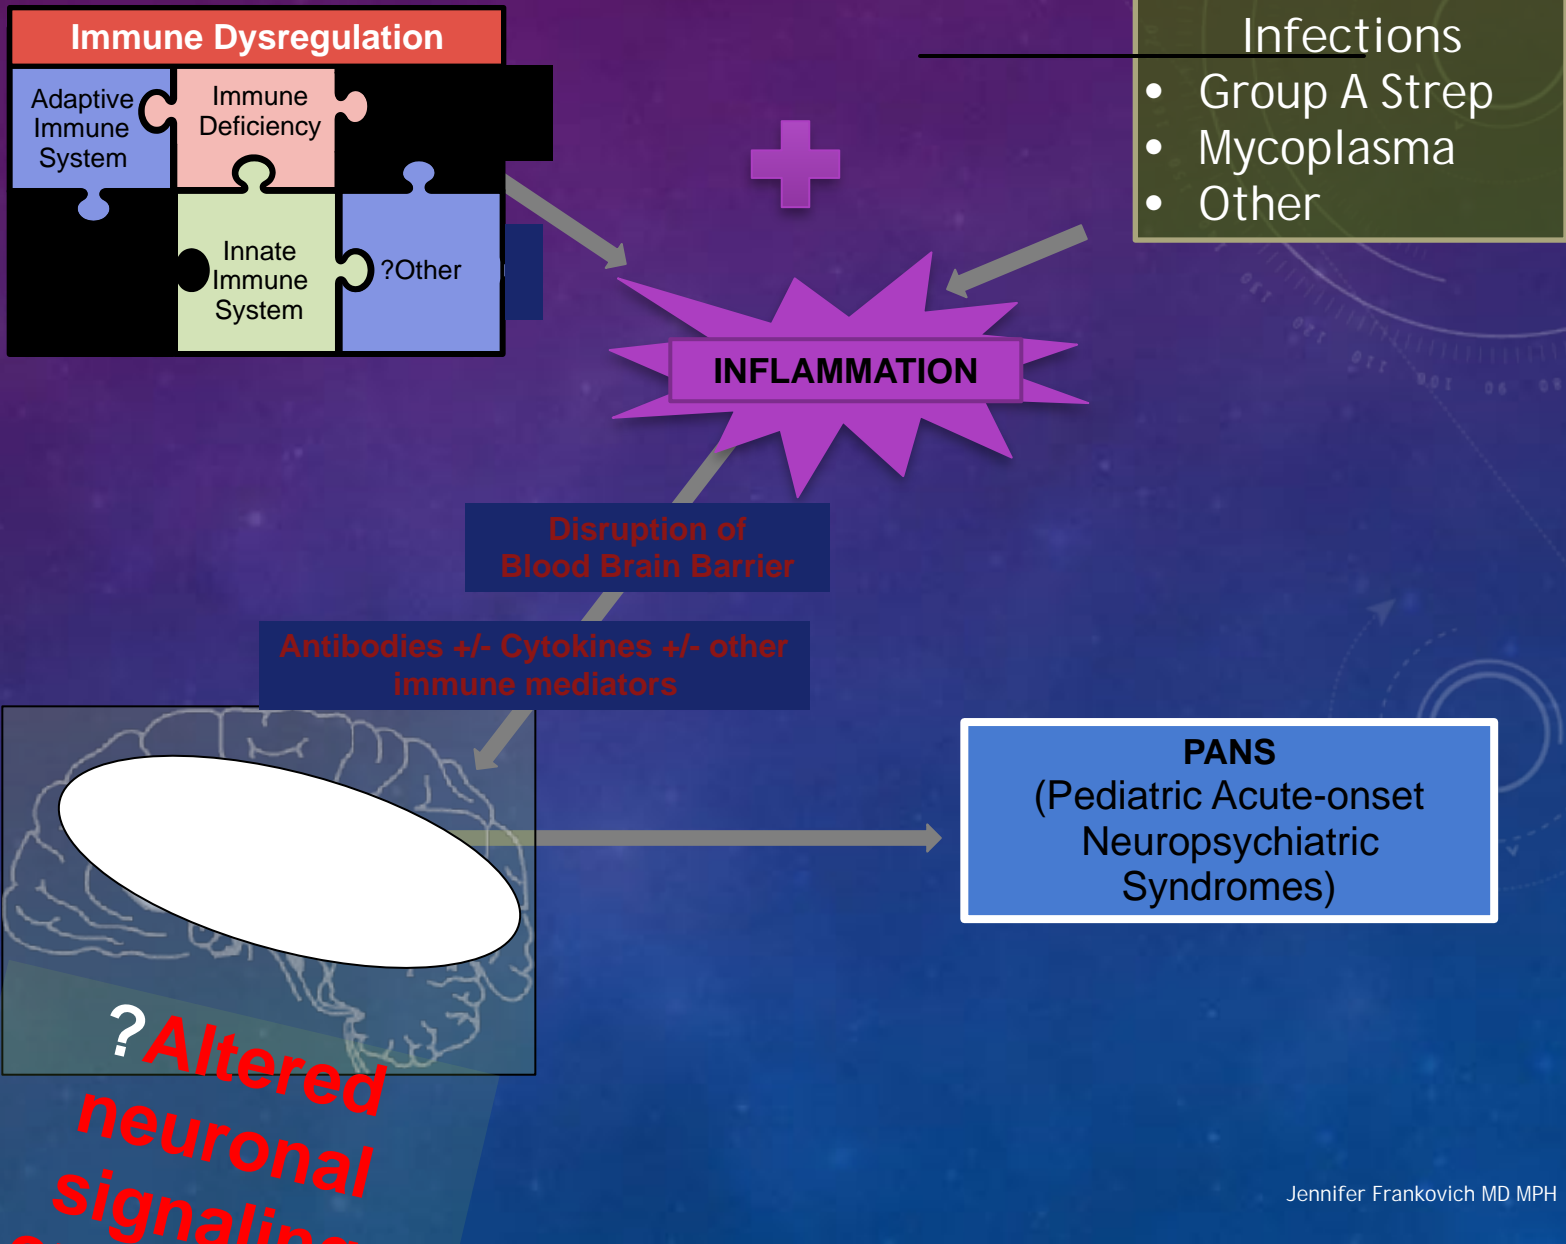 Immune Dysregulation
Adaptive
Immune
System
Immune
Deficiency
Innate
Immune
System
?Other
Infections
• Group A Strep
• Mycoplasma
• Other
INFLAMMATION
Disruption of
Blood Brain Barrier
Antibodies +/- Cytokines +/- other
immune mediators
PANS
(Pediatric Acute-onset
Neuropsychiatric
Syndromes)
?Altered
neuronal
signaling
Jennifer Frankovich MD MPH